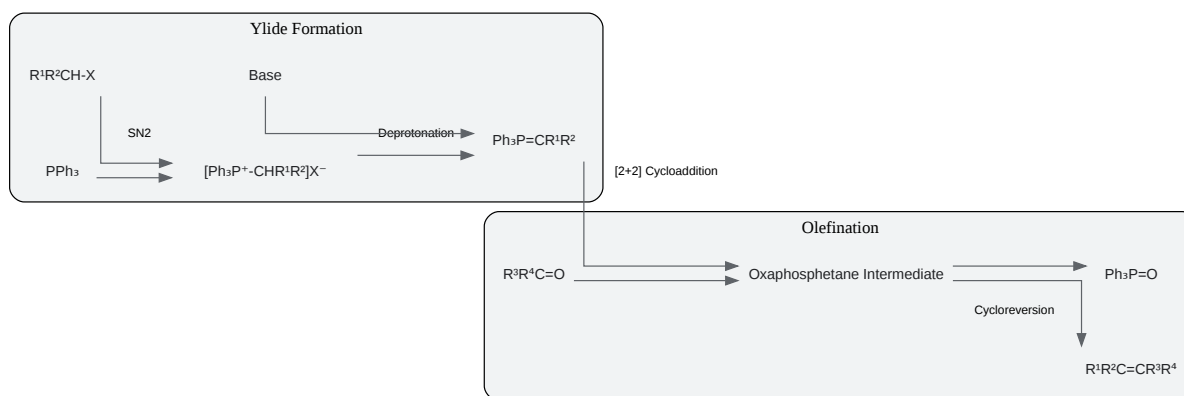 Ylide Formation
R¹R²CH-X
Base
SN2
Deprotonation
Ph₃P=CR¹R²
PPh₃
[Ph₃P⁺-CHR¹R²]X⁻
[2+2] Cycloaddition
Olefination
R³R⁴C=O
Oxaphosphetane Intermediate
Ph₃P=O
Cycloreversion
R¹R²C=CR³R⁴